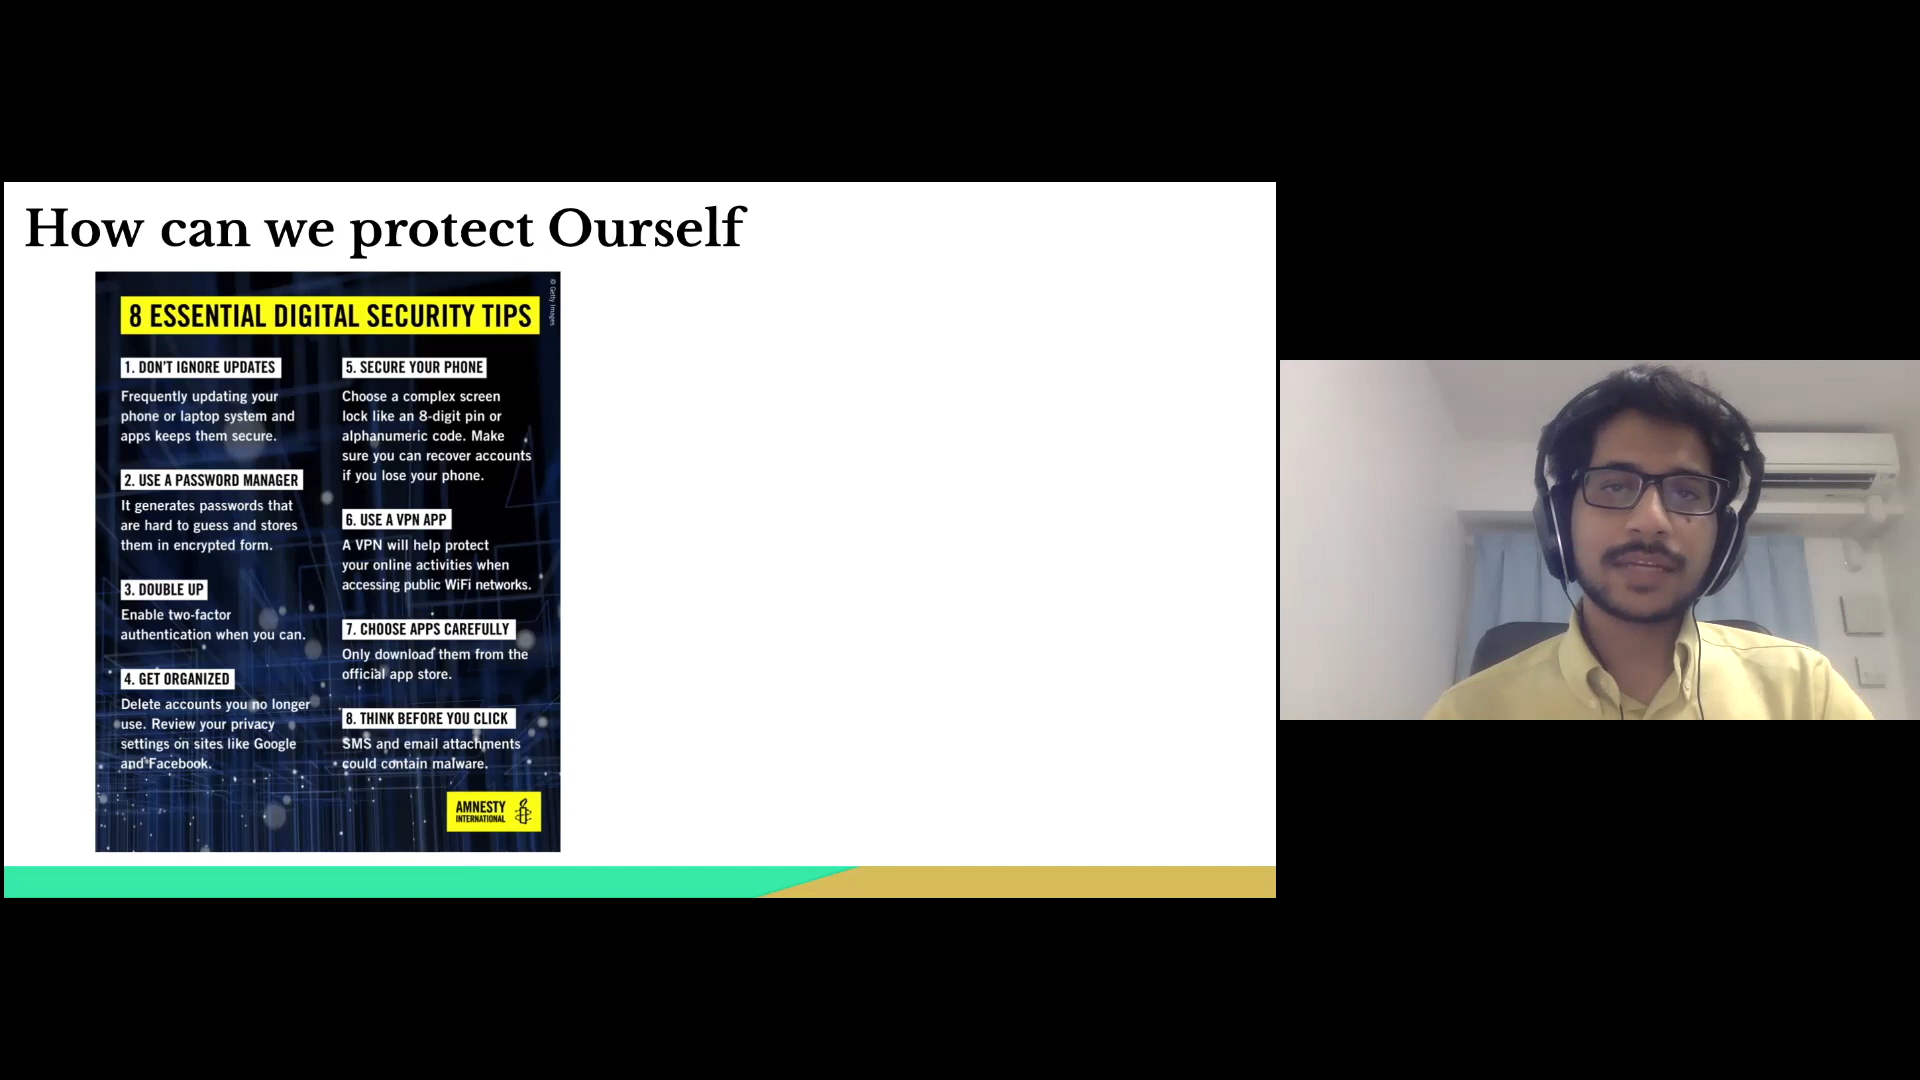 How can we protect Ourself
© Getty Images
8 ESSENTIAL DIGITAL SECURITY TIPS
1. DON'T IGNORE UPDATES
Frequently updating your
phone or laptop system and
apps keeps them secure.
2. USE A PASSWORD MANAGER
It generates passwords that
are hard to guess and stores
them in encrypted form.
3. DOUBLE UP
Enable two-factor
authentication when you can.
4. GET ORGANIZED
Delete accounts you no longer
use. Review your privacy
settings on sites like Google
and Facebook.
5. SECURE YOUR PHONE
Choose a complex screen
lock like an 8-digit pin or
alphanumeric code. Make
sure you can recover accounts
if you lose your phone.
6. USE A VPN APP
A VPN will help protect
your online activities when
accessing public WiFi networks.
7. CHOOSE APPS CAREFULLY
Only download them from the
official app store.
8. THINK BEFORE YOU CLICK
SMS and email attachments
could contain malware.
AMNESTY
INTERNATIONAL